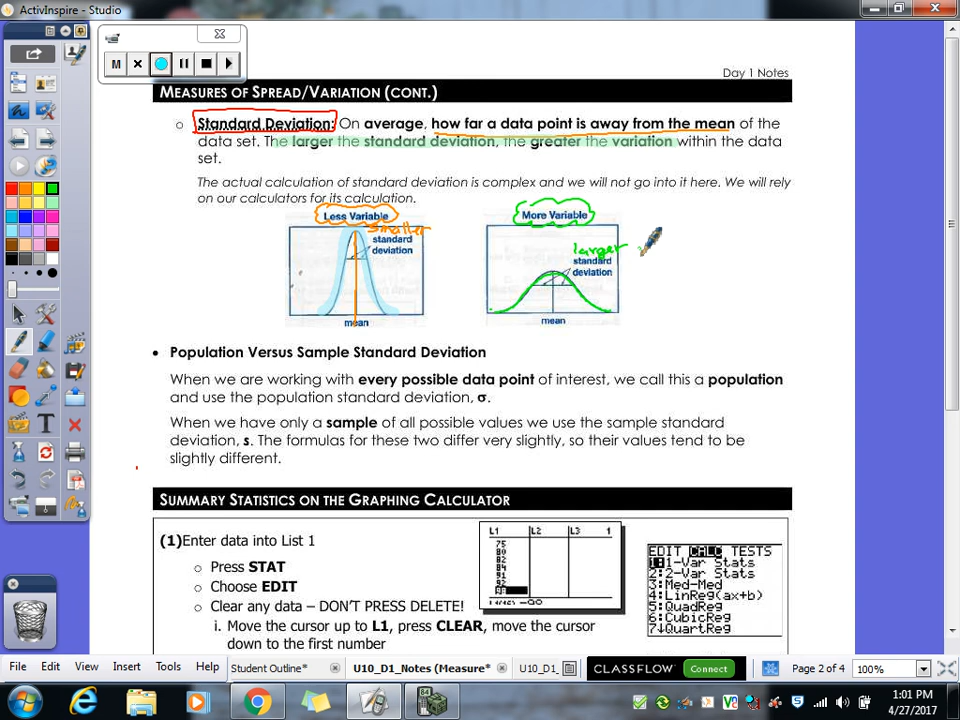 ActivInspire - Studio
M
Day 1 Notes
MEASURES OF SPREAD/VARIATION (CONT.)
Standard Deviation: On average, how far a data point is away from the mean of the
data set. The larger the standard deviation, the greater the variation within the data
set.
The actual calculation of standard deviation is complex and we will not go into it here. We will rely
on our calculators for its calculation.
Less Variable
smaller
standard
deviation
mean
More Variable
larger
standard
deviation
mean
Population Versus Sample Standard Deviation
When we are working with every possible data point of interest, we call this a population
and use the population standard deviation, σ.
When we have only a sample of all possible values we use the sample standard
deviation, s. The formulas for these two differ very slightly, so their values tend to be
slightly different.
SUMMARY STATISTICS ON THE GRAPHING CALCULATOR
(1)Enter data into List 1
Press STAT
Choose EDIT
Clear any data – DON'T PRESS DELETE!
i. Move the cursor up to L1, press CLEAR, move the cursor
down to the first number
L1 L2 L3 1
75
80
82
84
91
92
EDIT CALC TESTS
1:1-Var Stats
2:2-Var Stats
3:Med-Med
4:LinReg(ax+b)
5:QuadReg
6:CubicReg
7↓QuartReg
File Edit View Insert Tools Help
Student Outline*
U10_D1_Notes (Measure*
U10_D1_
CLASSFLOW Connect
Page 2 of 4
100%
1:01 PM
4/27/2017